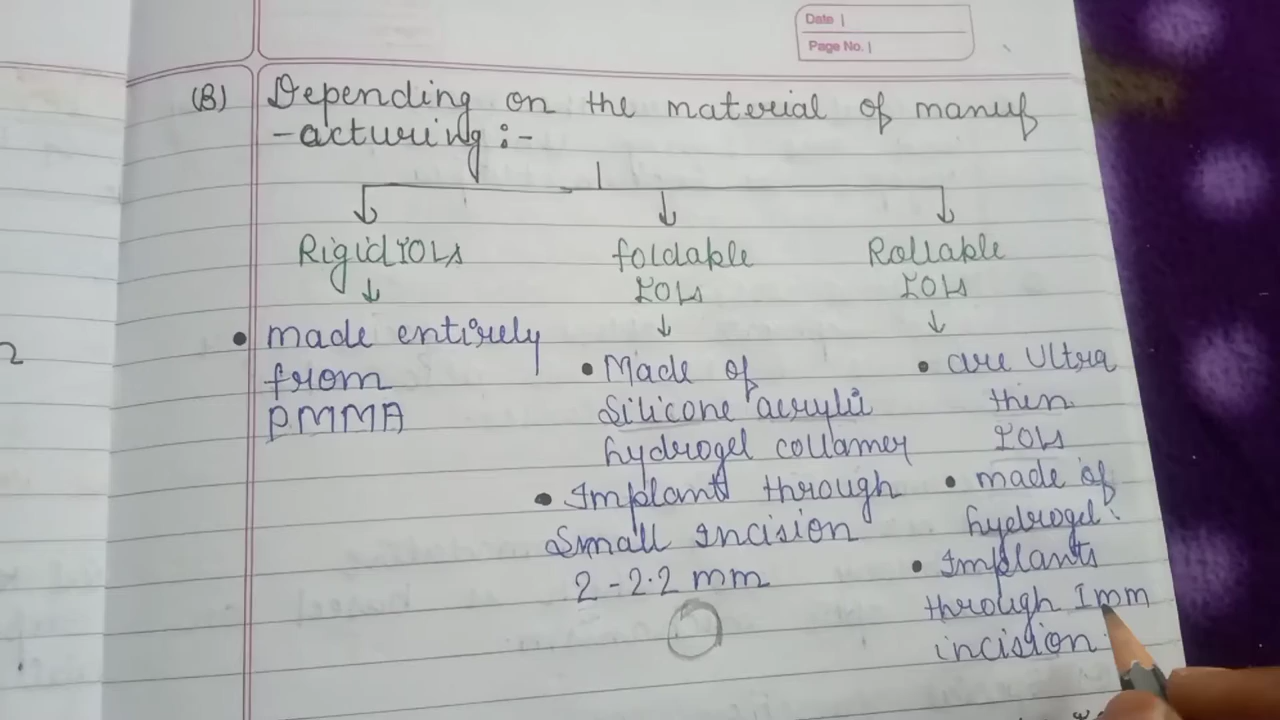 Date |
Page No. |
(B) Depending on the material of manuf
-acturing :-
Rigid IOLs
foldable
IOLs
Rollable
IOLs
• made entirely
from
PMMA
• Made of
Silicone acrylic
hydrogel collamer
• Implant through
Small incision
2 - 2.2 mm
• are Ultra
then
IOLs
• made of
hydrogel.
• Implants
through 1mm
incision.